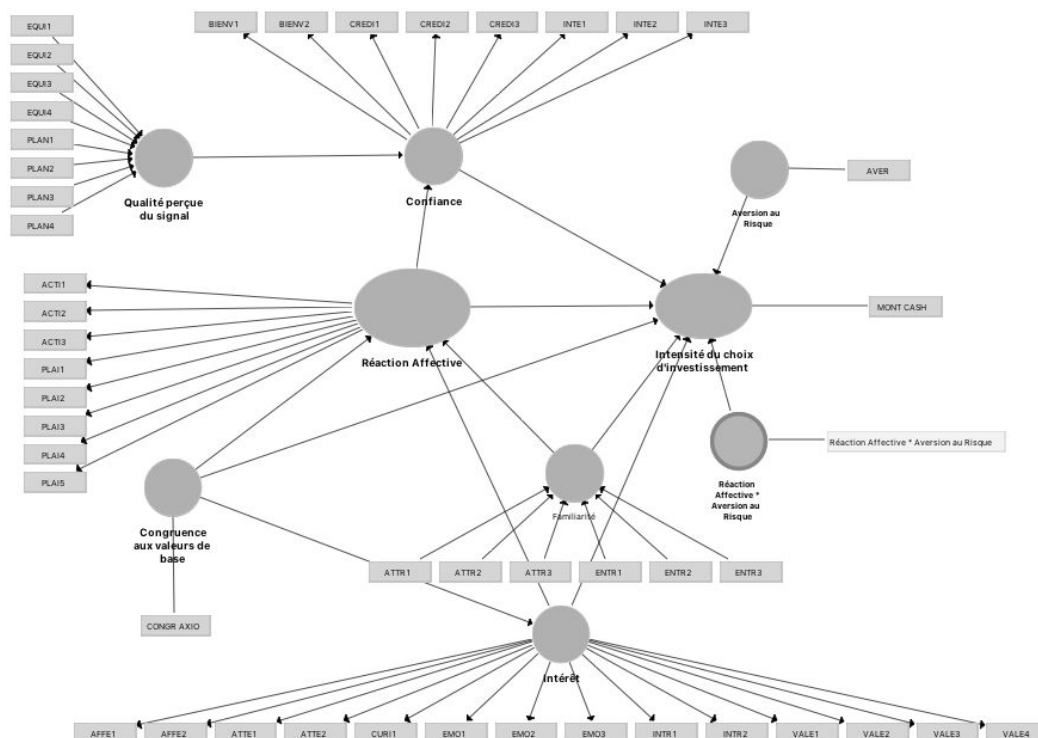 EQUI1
EQUI2
EQUI3
EQUI4
PLAN1
PLAN2
PLAN3
PLAN4
BIENV1
BIENV2
CREDI1
CREDI2
CREDI3
INTE1
INTE2
INTE3
Qualité perçue
du signal
Confiance
Aversion au
Risque
AVER
ACTI1
ACTI2
ACTI3
PLAI1
PLAI2
PLAI3
PLAI4
PLAI5
Réaction Affective
Intensité du choix
d'investissement
MONT CASH
Réaction Affective * Aversion au Risque
Réaction
Affective *
Aversion au
Risque
Familiarité
Congruence
aux valeurs de
base
CONGR AXIO
ATTR1
ATTR2
ATTR3
ENTR1
ENTR2
ENTR3
Intérêt
AFFE1
AFFE2
ATTE1
ATTE2
CURI1
EMO1
EMO2
EMO3
INTR1
INTR2
VALE1
VALE2
VALE3
VALE4